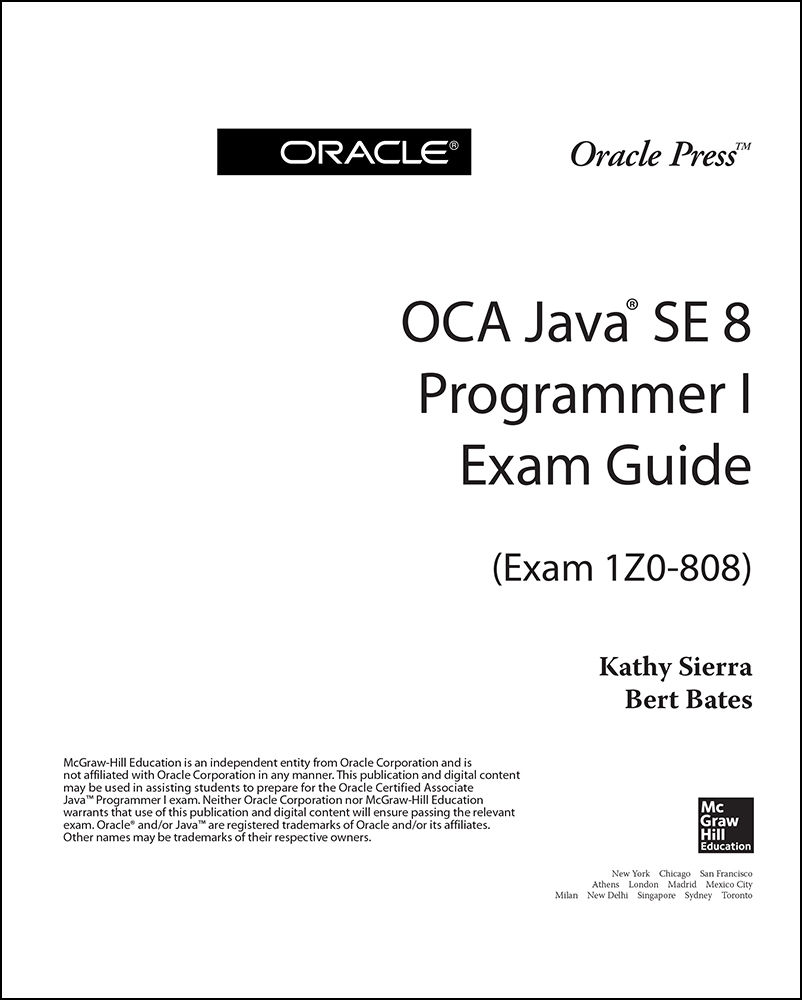 ORACLE®
Oracle Press™
OCA Java® SE 8
Programmer I
Exam Guide
(Exam 1Z0-808)
Kathy Sierra
Bert Bates
McGraw-Hill Education is an independent entity from Oracle Corporation and is
not affiliated with Oracle Corporation in any manner. This publication and digital content
may be used in assisting students to prepare for the Oracle Certified Associate
Java™ Programmer I exam. Neither Oracle Corporation nor McGraw-Hill Education
warrants that use of this publication and digital content will ensure passing the relevant
exam. Oracle® and/or Java™ are registered trademarks of Oracle and/or its affiliates.
Other names may be trademarks of their respective owners.
Mc
Graw
Hill
Education
New York Chicago San Francisco
Athens London Madrid Mexico City
Milan New Delhi Singapore Sydney Toronto